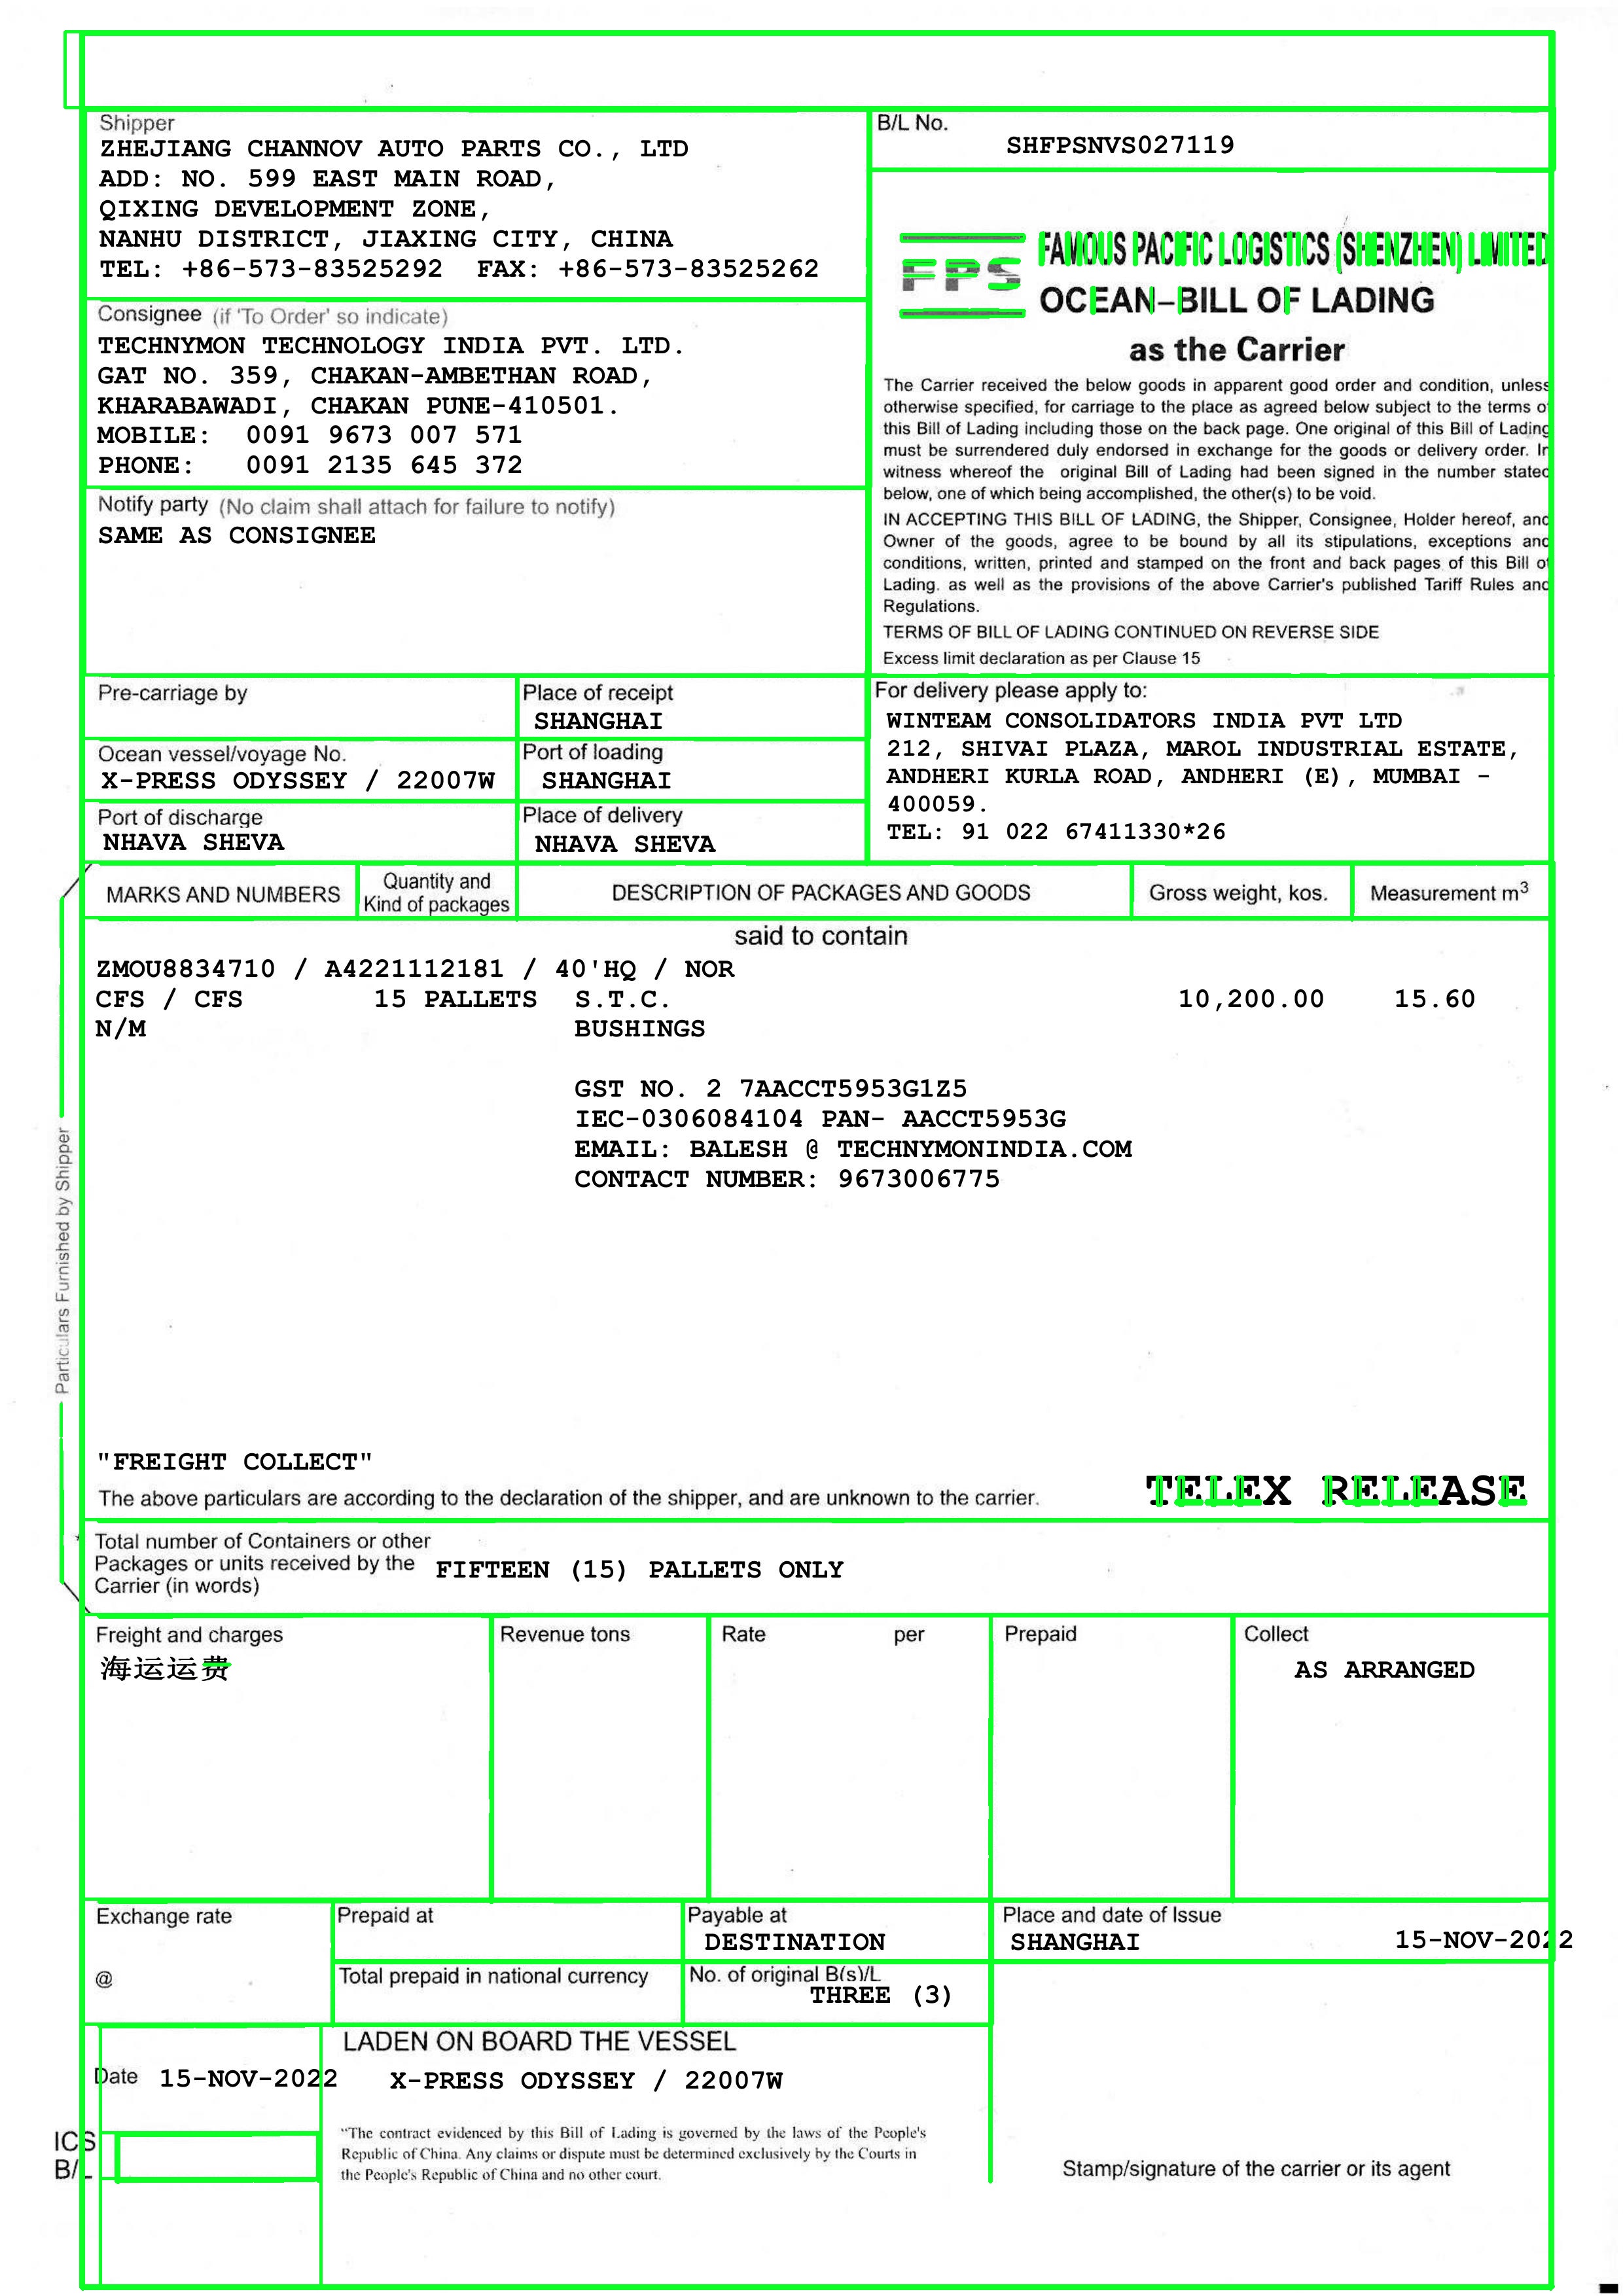 Shipper
ZHEJIANG CHANNOV AUTO PARTS CO., LTD
ADD: NO. 599 EAST MAIN ROAD,
QIXING DEVELOPMENT ZONE,
NANHU DISTRICT, JIAXING CITY, CHINA
TEL: +86-573-83525292 FAX: +86-573-83525262
B/L No.
SHFPSNVS027119
FPS
FAMOUS PACIFIC LOGISTICS (SHENZHEN) LIMITED
OCEAN-BILL OF LADING
as the Carrier
The Carrier received the below goods in apparent good order and condition, unless
otherwise specified, for carriage to the place as agreed below subject to the terms of
this Bill of Lading including those on the back page. One original of this Bill of Lading
must be surrendered duly endorsed in exchange for the goods or delivery order. In
witness whereof the original Bill of Lading had been signed in the number stated
below, one of which being accomplished, the other(s) to be void.
IN ACCEPTING THIS BILL OF LADING, the Shipper, Consignee, Holder hereof, and
Owner of the goods, agree to be bound by all its stipulations, exceptions and
conditions, written, printed and stamped on the front and back pages of this Bill of
Lading. as well as the provisions of the above Carrier's published Tariff Rules and
Regulations.
TERMS OF BILL OF LADING CONTINUED ON REVERSE SIDE
Excess limit declaration as per Clause 15
Consignee (if 'To Order' so indicate)
TECHNYMON TECHNOLOGY INDIA PVT. LTD.
GAT NO. 359, CHAKAN-AMBETHAN ROAD,
KHARABAWADI, CHAKAN PUNE-410501.
MOBILE: 0091 9673 007 571
PHONE: 0091 2135 645 372
Notify party (No claim shall attach for failure to notify)
SAME AS CONSIGNEE
Pre-carriage by
Place of receipt
SHANGHAI
Ocean vessel/voyage No.
X-PRESS ODYSSEY / 22007W
Port of loading
SHANGHAI
Port of discharge
NHAVA SHEVA
Place of delivery
NHAVA SHEVA
For delivery please apply to:
WINTEAM CONSOLIDATORS INDIA PVT LTD
212, SHIVAI PLAZA, MAROL INDUSTRIAL ESTATE,
ANDHERI KURLA ROAD, ANDHERI (E), MUMBAI -
400059.
TEL: 91 022 67411330*26
MARKS AND NUMBERS
Quantity and
Kind of packages
DESCRIPTION OF PACKAGES AND GOODS
Gross weight, kos.
Measurement m³
said to contain
ZMOU8834710 / A4221112181 / 40'HQ / NOR
CFS / CFS 15 PALLETS S.T.C. 10,200.00 15.60
N/M BUSHINGS
GST NO. 2 7AACCT5953G1Z5
IEC-0306084104 PAN- AACCT5953G
EMAIL: BALESH @ TECHNYMONINDIA.COM
CONTACT NUMBER: 9673006775
Particulars Furnished by Shipper
"FREIGHT COLLECT"
The above particulars are according to the declaration of the shipper, and are unknown to the carrier.
TELEX RELEASE
Total number of Containers or other
Packages or units received by the
Carrier (in words)
FIFTEEN (15) PALLETS ONLY
Freight and charges
海运运费
Revenue tons
Rate per
Prepaid
Collect
AS ARRANGED
Exchange rate
@
Prepaid at
Payable at
DESTINATION
Place and date of Issue
SHANGHAI 15-NOV-2022
Total prepaid in national currency
No. of original B(s)/L
THREE (3)
LADEN ON BOARD THE VESSEL
Date 15-NOV-2022 X-PRESS ODYSSEY / 22007W
ICS
B/L
"The contract evidenced by this Bill of Lading is governed by the laws of the People's
Republic of China. Any claims or dispute must be determined exclusively by the Courts in
the People's Republic of China and no other court.
Stamp/signature of the carrier or its agent